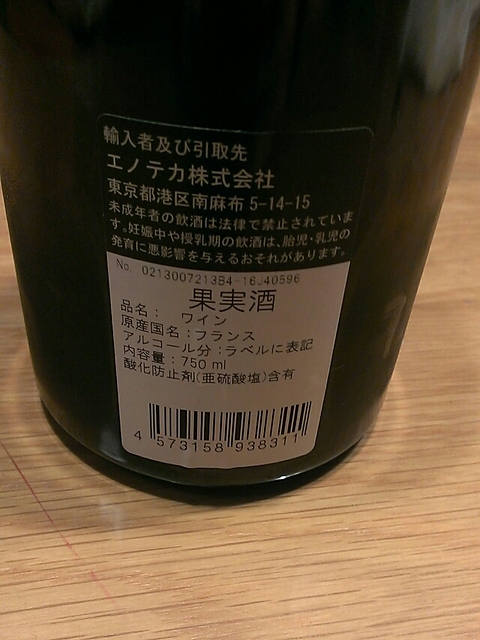 輸入者及び引取先
エノテカ株式会社
東京都港区南麻布 5-14-15
未成年者の飲酒は法律で禁止されていま
す。妊娠中や授乳期の飲酒は、胎児・乳児の
発育に悪影響を与えるおそれがあります。
No. 0213007213B4-16J40596
果実酒
品名： ワイン
原産国名：フランス
アルコール分：ラベルに表記
内容量：750 ml
酸化防止剤(亜硫酸塩)含有
4 573158 938311